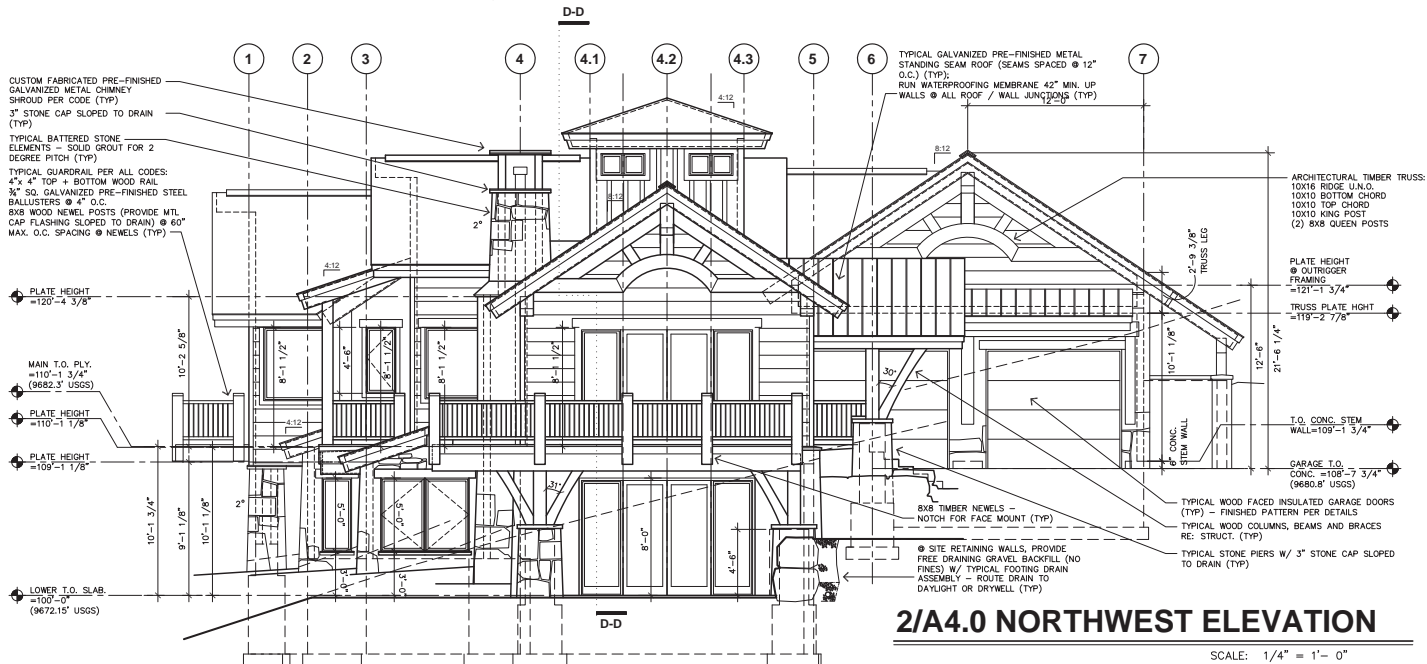 D-D
1
2
3
4
4.1
4.2
4.3
5
6
7
CUSTOM FABRICATED PRE-FINISHED
GALVANIZED METAL CHIMNEY
SHROUD PER CODE (TYP)
3" STONE CAP SLOPED TO DRAIN
(TYP)
TYPICAL BATTERED STONE
ELEMENTS – SOLID GROUT FOR 2
DEGREE PITCH (TYP)
TYPICAL GUARDRAIL PER ALL CODES:
4"x 4" TOP + BOTTOM WOOD RAIL
¾" SQ. GALVANIZED PRE-FINISHED STEEL
BALLUSTERS @ 4" O.C.
8X8 WOOD NEWEL POSTS (PROVIDE MTL
CAP FLASHING SLOPED TO DRAIN) @ 60"
MAX. O.C. SPACING @ NEWELS (TYP)
PLATE HEIGHT
=120'-4 3/8"
MAIN T.O. PLY.
=110'-1 3/4"
(9682.3' USGS)
PLATE HEIGHT
=110'-1 1/8"
PLATE HEIGHT
=109'-1 1/8"
LOWER T.O. SLAB.
=100'-0"
(9672.15' USGS)
TYPICAL GALVANIZED PRE-FINISHED METAL
STANDING SEAM ROOF (SEAMS SPACED @ 12"
O.C.) (TYP);
RUN WATERPROOFING MEMBRANE 42" MIN. UP
WALLS @ ALL ROOF / WALL JUNCTIONS (TYP)
12'-0"
4:12
8:12
8:12
4:12
4:12
2°
2°
ARCHITECTURAL TIMBER TRUSS:
10X16 RIDGE U.N.O.
10X10 BOTTOM CHORD
10X10 TOP CHORD
10X10 KING POST
(2) 8X8 QUEEN POSTS
PLATE HEIGHT
@ OUTRIGGER
FRAMING
=121'-1 3/4"
TRUSS PLATE HGHT
=119'-2 7/8"
T.O. CONC. STEM
WALL=109'-1 3/4"
GARAGE T.O.
CONC. =108'-7 3/4"
(9680.8' USGS)
2'-9 3/8"
TRUSS LEG
10'-1 1/8"
12'-6"
21'-6 1/4"
6" CONC.
STEM WALL
30°
31°
10'-2 5/8"
8'-1 1/2"
4'-6"
8'-1 1/2"
8'-1 1/2"
8'-1 1/2"
10'-1 3/4"
9'-1 1/8"
10'-1 1/8"
5'-0"
5'-0"
3'-0"
3'-0"
8'-0"
4'-6"
8X8 TIMBER NEWELS –
NOTCH FOR FACE MOUNT (TYP)
@ SITE RETAINING WALLS, PROVIDE
FREE DRAINING GRAVEL BACKFILL (NO
FINES) W/ TYPICAL FOOTING DRAIN
ASSEMBLY – ROUTE DRAIN TO
DAYLIGHT OR DRYWELL (TYP)
TYPICAL WOOD FACED INSULATED GARAGE DOORS
(TYP) – FINISHED PATTERN PER DETAILS
TYPICAL WOOD COLUMNS, BEAMS AND BRACES
RE: STRUCT. (TYP)
TYPICAL STONE PIERS W/ 3" STONE CAP SLOPED
TO DRAIN (TYP)
D-D
2/A4.0 NORTHWEST ELEVATION
SCALE: 1/4" = 1'- 0"